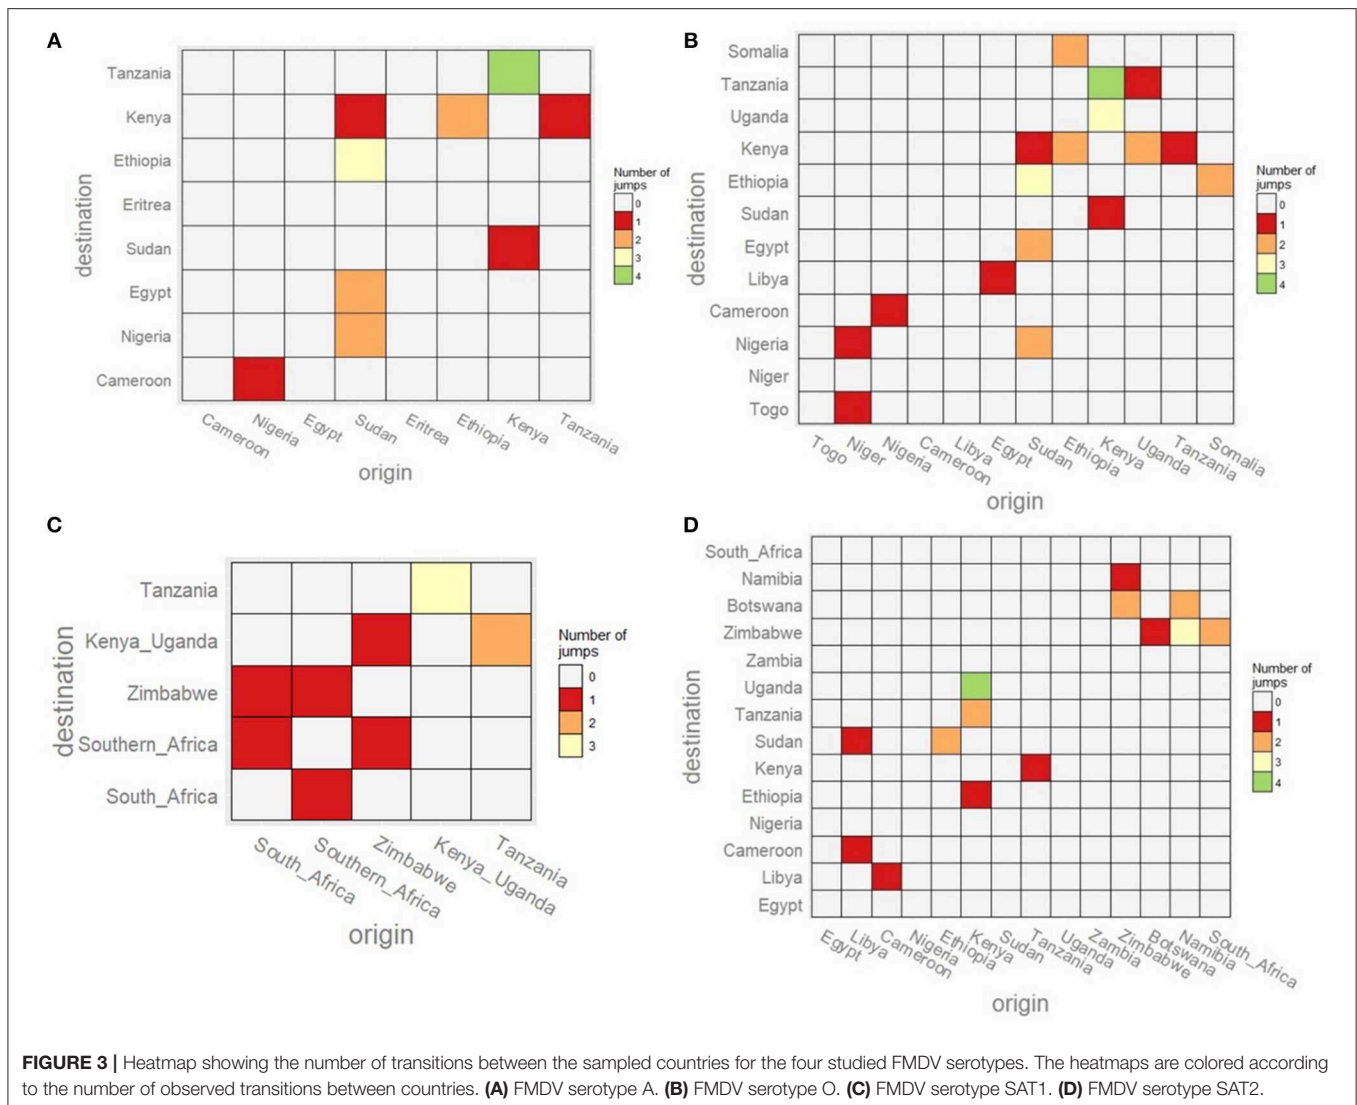 A
Tanzania
Kenya
Ethiopia
Eritrea
Sudan
Egypt
Nigeria
Cameroon
destination
Cameroon
Nigeria
Egypt
Sudan
Eritrea
Ethiopia
Kenya
Tanzania
origin
Number of
jumps
0
1
2
3
4
B
Somalia
Tanzania
Uganda
Kenya
Ethiopia
Sudan
Egypt
Libya
Cameroon
Nigeria
Niger
Togo
destination
Togo
Niger
Nigeria
Cameroon
Libya
Egypt
Sudan
Ethiopia
Kenya
Uganda
Tanzania
Somalia
origin
Number of
jumps
0
1
2
3
4
C
Tanzania
Kenya_Uganda
Zimbabwe
Southern_Africa
South_Africa
destination
South_Africa
Southern_Africa
Zimbabwe
Kenya_Uganda
Tanzania
origin
Number of
jumps
0
1
2
3
D
South_Africa
Namibia
Botswana
Zimbabwe
Zambia
Uganda
Tanzania
Sudan
Kenya
Ethiopia
Nigeria
Cameroon
Libya
Egypt
destination
Egypt
Libya
Cameroon
Nigeria
Ethiopia
Kenya
Sudan
Tanzania
Uganda
Zambia
Zimbabwe
Botswana
Namibia
South_Africa
origin
Number of
jumps
0
1
2
3
4
FIGURE 3 | Heatmap showing the number of transitions between the sampled countries for the four studied FMDV serotypes. The heatmaps are colored according
to the number of observed transitions between countries. (A) FMDV serotype A. (B) FMDV serotype O. (C) FMDV serotype SAT1. (D) FMDV serotype SAT2.